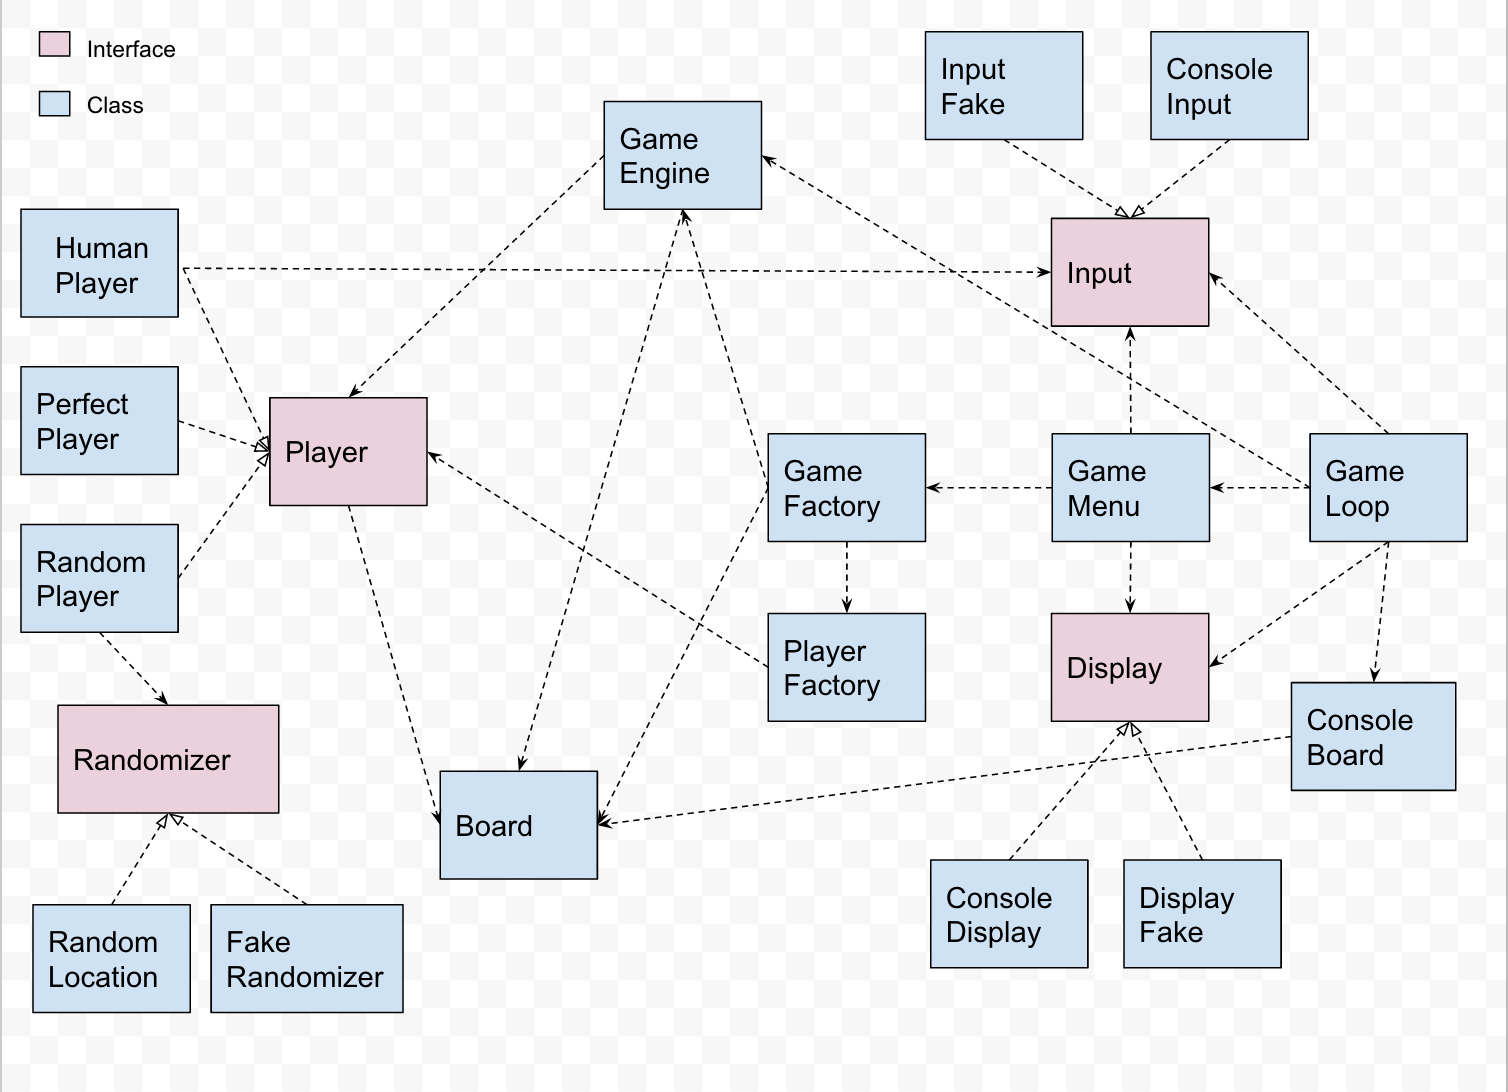 Interface
Class
Input
Fake
Console
Input
Game
Engine
Human
Player
Input
Perfect
Player
Player
Game
Factory
Game
Menu
Game
Loop
Random
Player
Player
Factory
Display
Console
Board
Randomizer
Board
Console
Display
Display
Fake
Random
Location
Fake
Randomizer